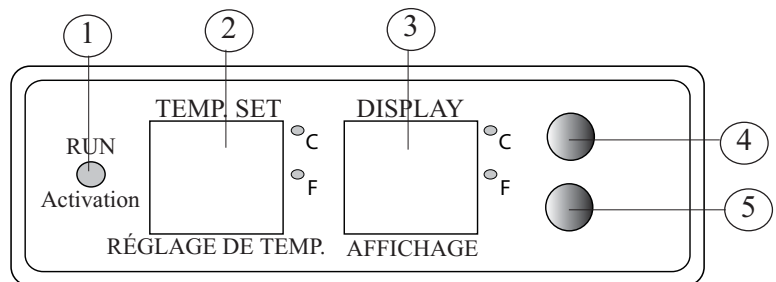 1 2 3
TEMP. SET DISPLAY
C C
RUN
4
F F
Activation
5
RÉGLAGE DE TEMP. AFFICHAGE